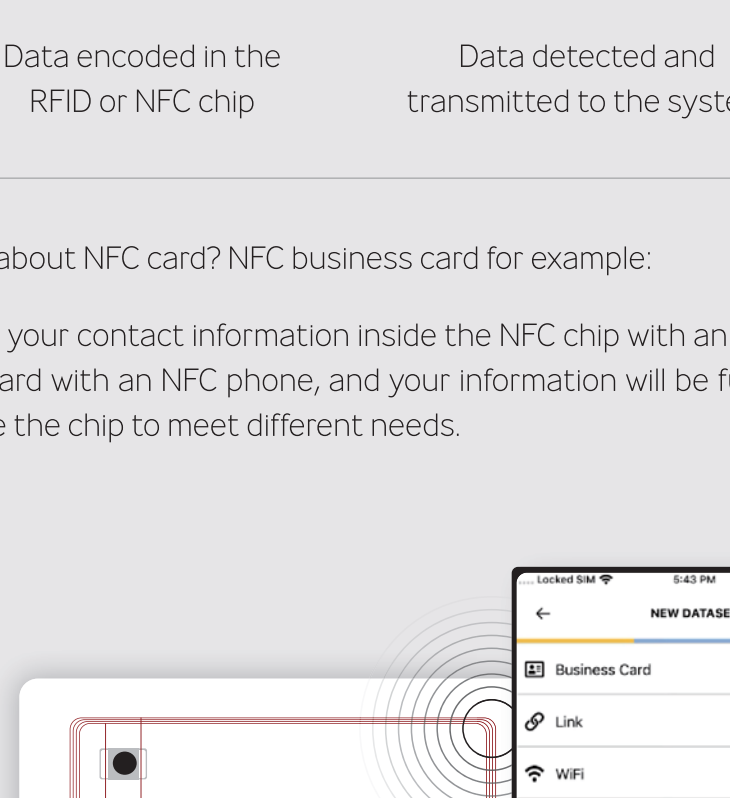 Data encoded in the
RFID or NFC chip
Data detected and
transmitted to the syste
about NFC card? NFC business card for example:
your contact information inside the NFC chip with an
ard with an NFC phone, and your information will be fu
e the chip to meet different needs.
Locked SIM 5:43 PM
NEW DATASE
Business Card
Link
WiFi